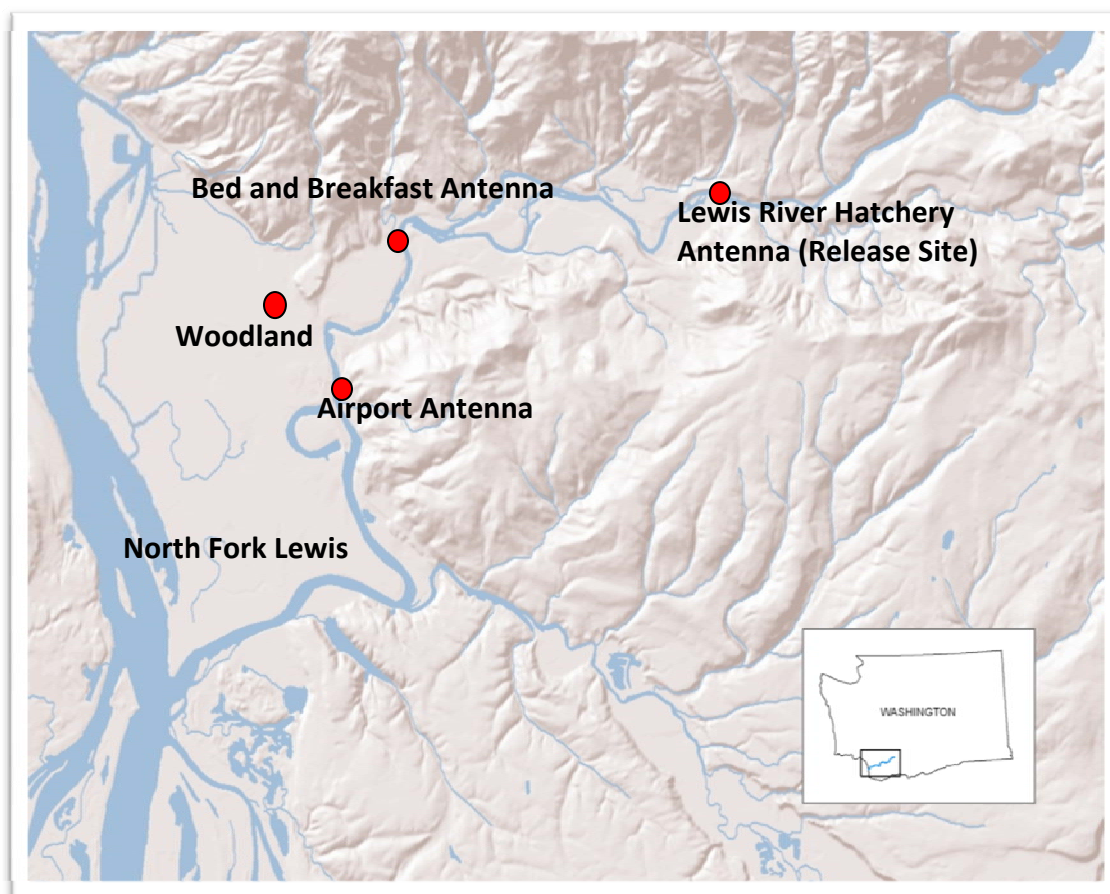 Bed and Breakfast Antenna
Lewis River Hatchery
Antenna (Release Site)
Woodland
Airport Antenna
North Fork Lewis
WASHINGTON